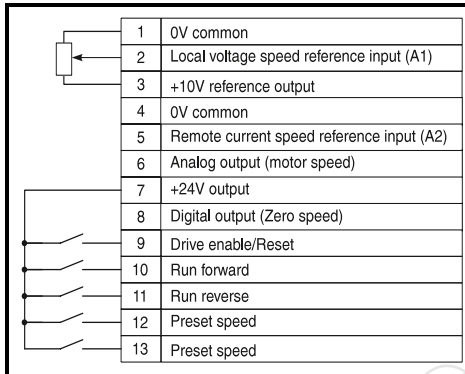 1 0V common
2 Local voltage speed reference input (A1)
3 +10V reference output
4 0V common
5 Remote current speed reference input (A2)
6 Analog output (motor speed)
7 +24V output
8 Digital output (Zero speed)
9 Drive enable/Reset
10 Run forward
11 Run reverse
12 Preset speed
13 Preset speed